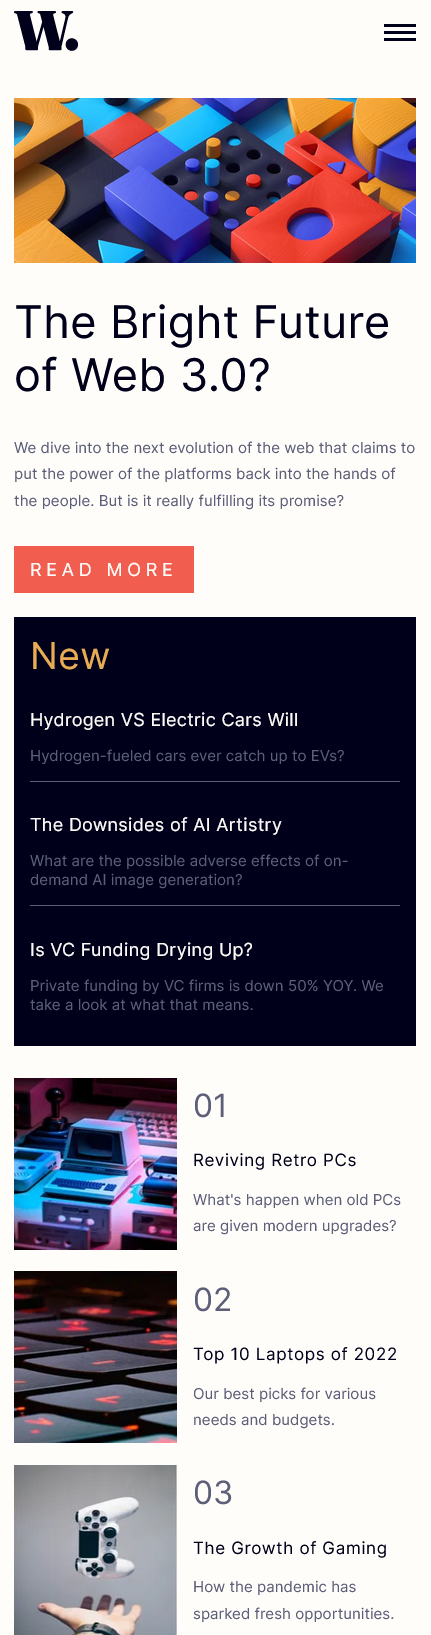 W.
The Bright Future
of Web 3.0?
We dive into the next evolution of the web that claims to
put the power of the platforms back into the hands of
the people. But is it really fulfilling its promise?
READ MORE
New
Hydrogen VS Electric Cars Will
Hydrogen-fueled cars ever catch up to EVs?
The Downsides of AI Artistry
What are the possible adverse effects of on-
demand AI image generation?
Is VC Funding Drying Up?
Private funding by VC firms is down 50% YOY. We
take a look at what that means.
01
Reviving Retro PCs
What's happen when old PCs
are given modern upgrades?
02
Top 10 Laptops of 2022
Our best picks for various
needs and budgets.
03
The Growth of Gaming
How the pandemic has
sparked fresh opportunities.